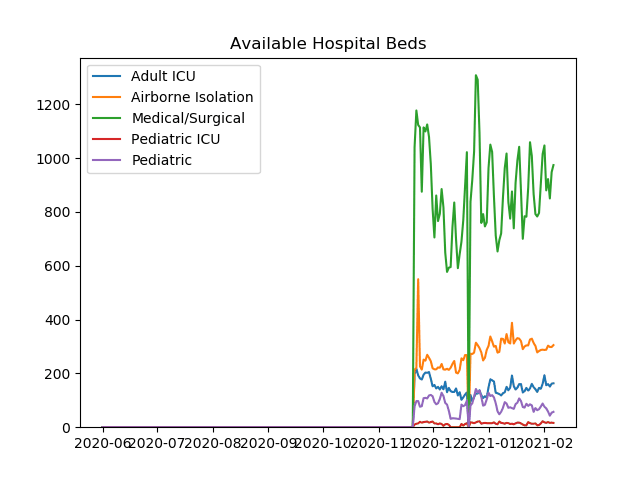 Available Hospital Beds
Adult ICU
Airborne Isolation
Medical/Surgical
Pediatric ICU
Pediatric
1200
1000
800
600
400
200
0
2020-06 2020-07 2020-08 2020-09 2020-10 2020-11 2020-12 2021-01 2021-02